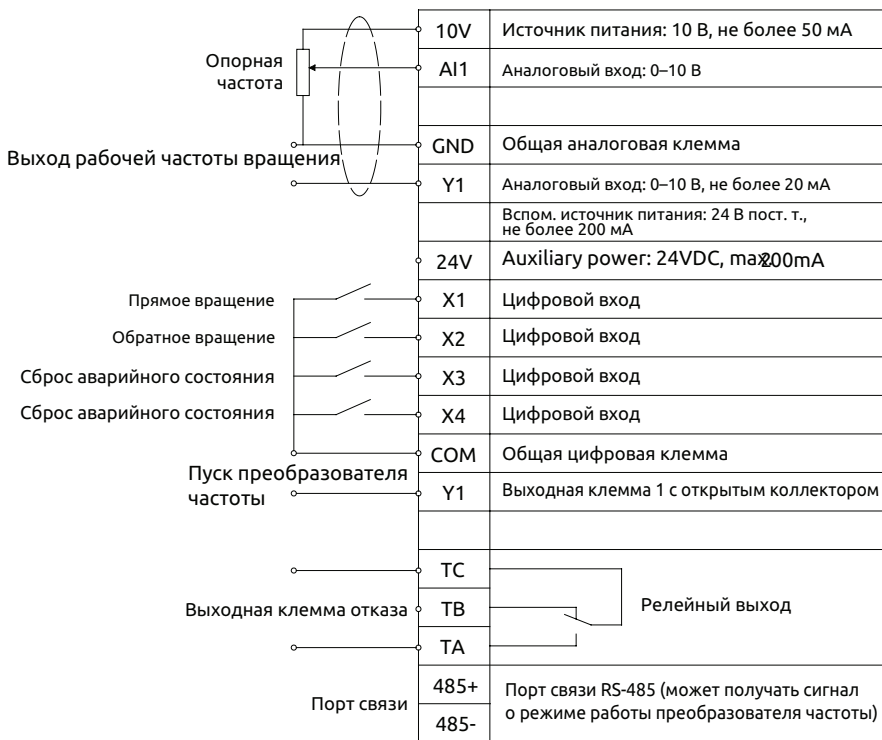 10V Источник питания: 10 В, не более 50 мА
Опорная
частота
AI1 Аналоговый вход: 0–10 В
GND Общая аналоговая клемма
Выход рабочей частоты вращения
Y1 Аналоговый вход: 0–10 В, не более 20 мА
Вспом. источник питания: 24 В пост. т.,
не более 200 мА
24V Auxiliary power: 24VDC, max.200mA
Прямое вращение X1 Цифровой вход
Обратное вращение X2 Цифровой вход
Сброс аварийного состояния X3 Цифровой вход
Сброс аварийного состояния X4 Цифровой вход
COM Общая цифровая клемма
Пуск преобразователя
частоты
Y1 Выходная клемма 1 с открытым коллектором
TC
Выходная клемма отказа TB Релейный выход
TA
Порт связи
485+
485-
Порт связи RS-485 (может получать сигнал
о режиме работы преобразователя частоты)